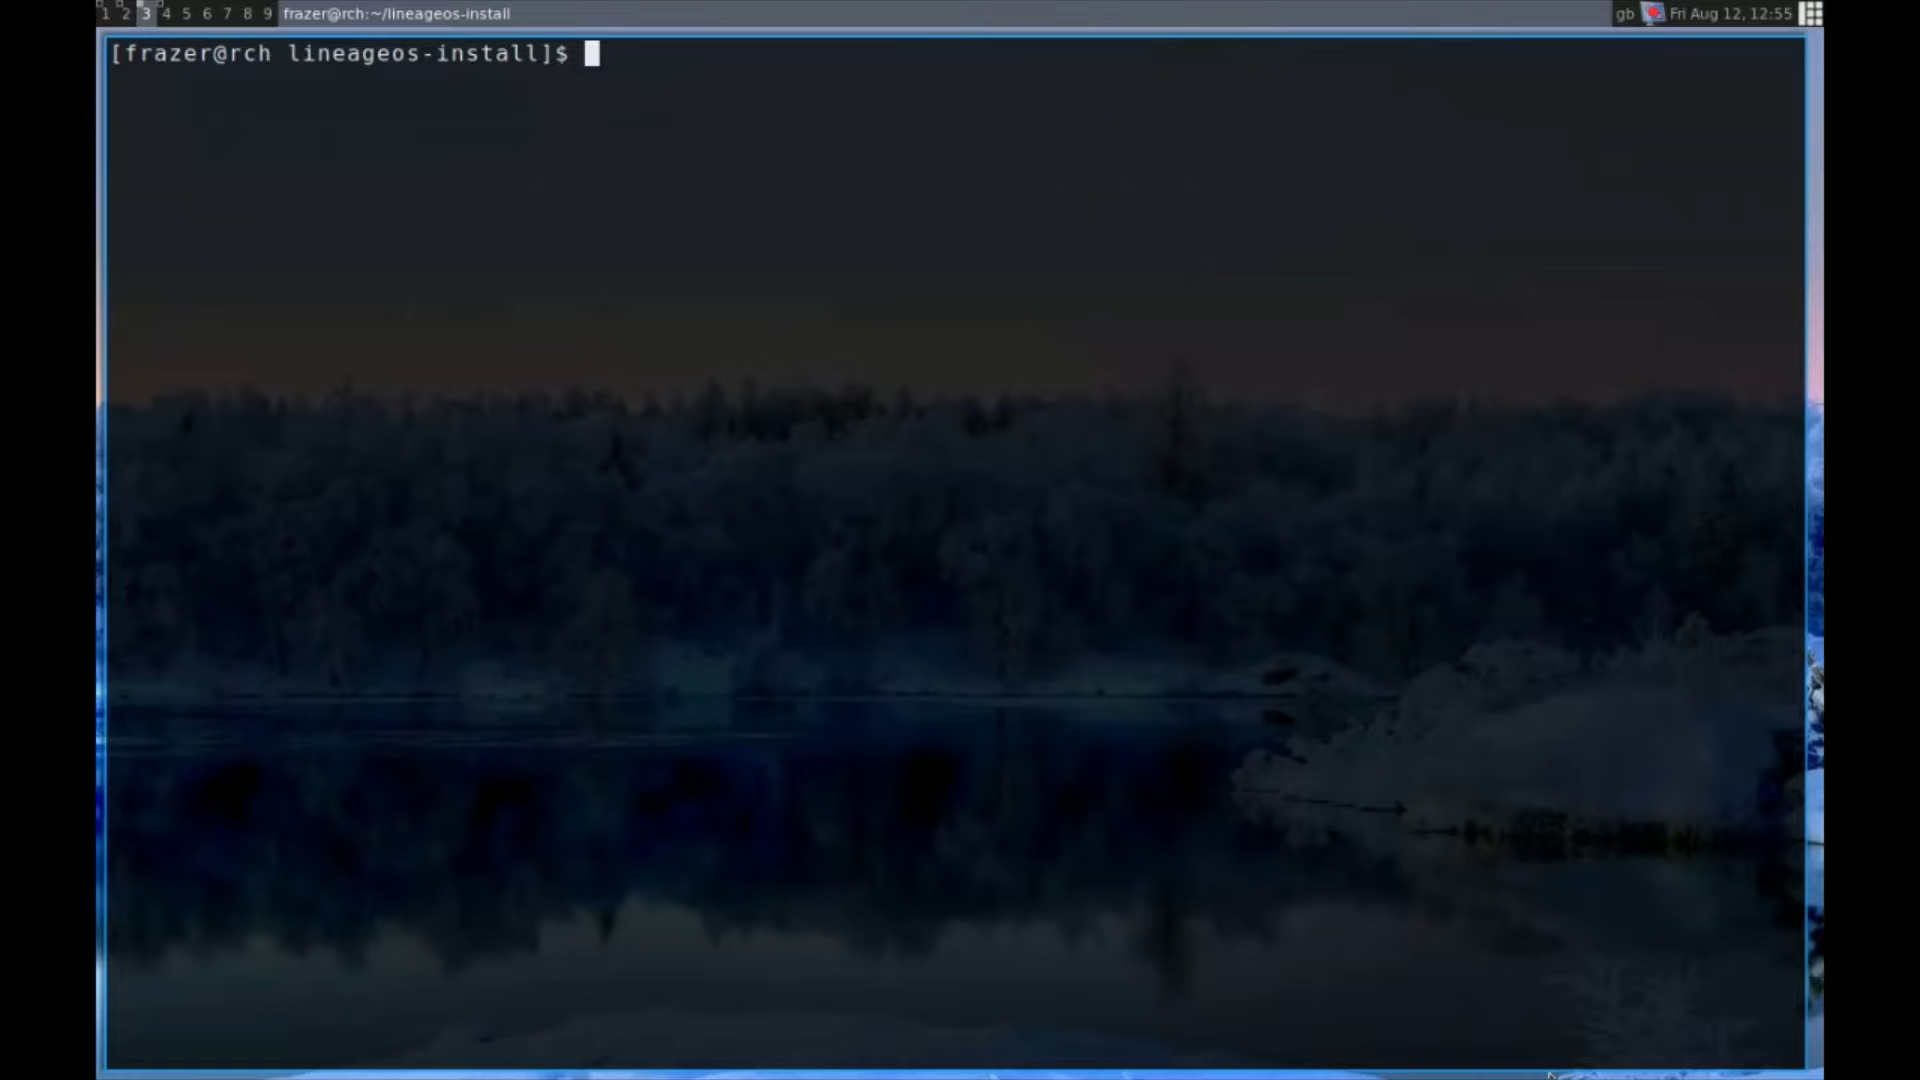 1 2 3 4 5 6 7 8 9 frazer@rch:~/lineageos-install gb Fri Aug 12, 12:55
[frazer@rch lineageos-install]$